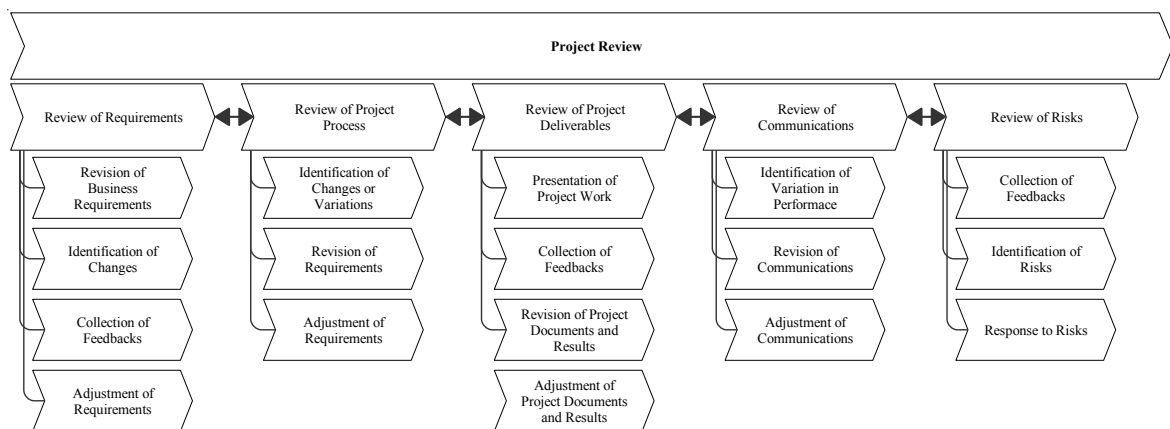 Project Review
Review of Requirements
Revision of
Business
Requirements
Identification of
Changes
Collection of
Feedbacks
Adjustment of
Requirements
Review of Project
Process
Identification of
Changes or
Variations
Revision of
Requirements
Adjustment of
Requirements
Review of Project
Deliverables
Presentation of
Project Work
Collection of
Feedbacks
Revision of Project
Documents and
Results
Adjustment of
Project Documents
and Results
Review of
Communications
Identification of
Variation in
Performace
Revision of
Communications
Adjustment of
Communications
Review of Risks
Collection of
Feedbacks
Identification of
Risks
Response to Risks